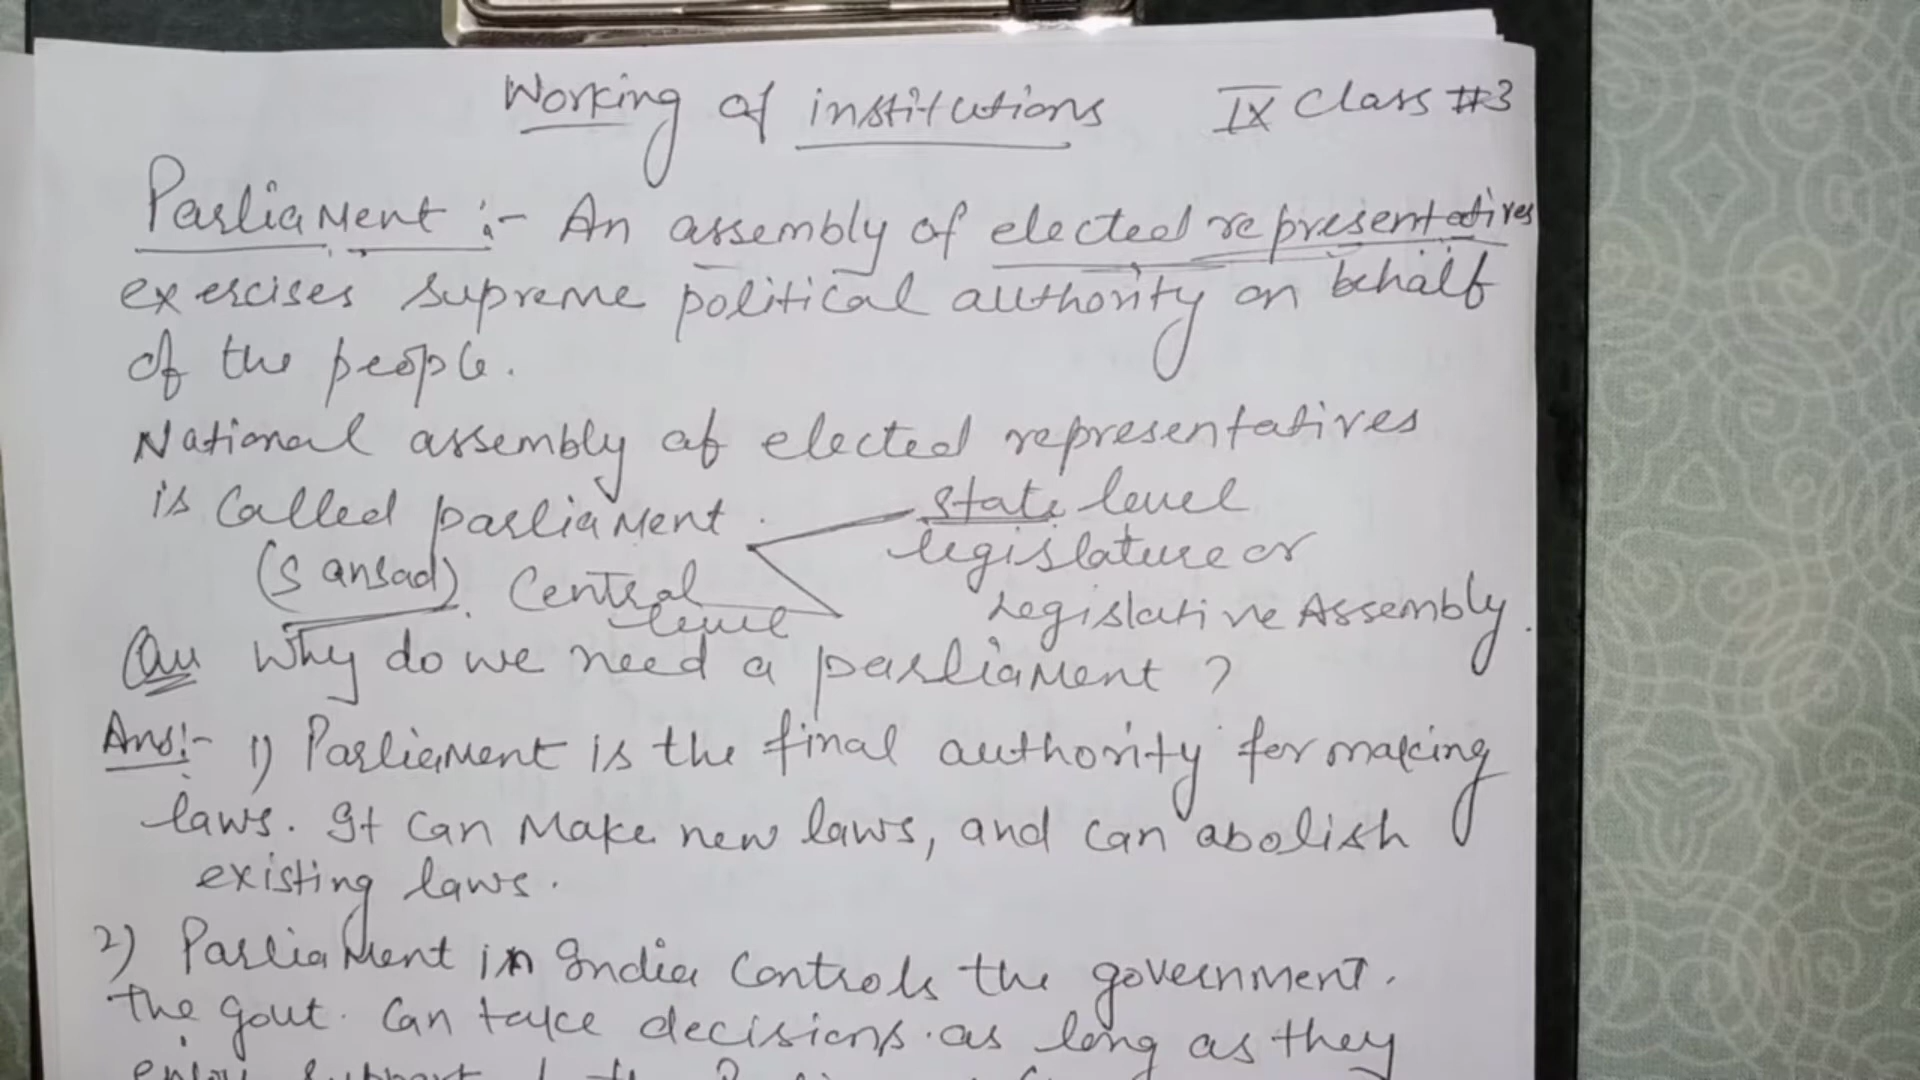 Working of institutions IX Class #3
Parliament :- An assembly of elected representatives
exercises supreme political authority on behalf
of the people.
National assembly of elected representatives
is Called parliament. state level
(Sansad). Central legislature or
level Legislative Assembly.
Qu Why do we need a parliament ?
Ans:- 1) Parliament is the final authority for making
laws. It can Make new laws, and can abolish
existing laws.
2) Parliament in India Controls the government.
The govt. Can take decisions as long as they
enjoy support of the